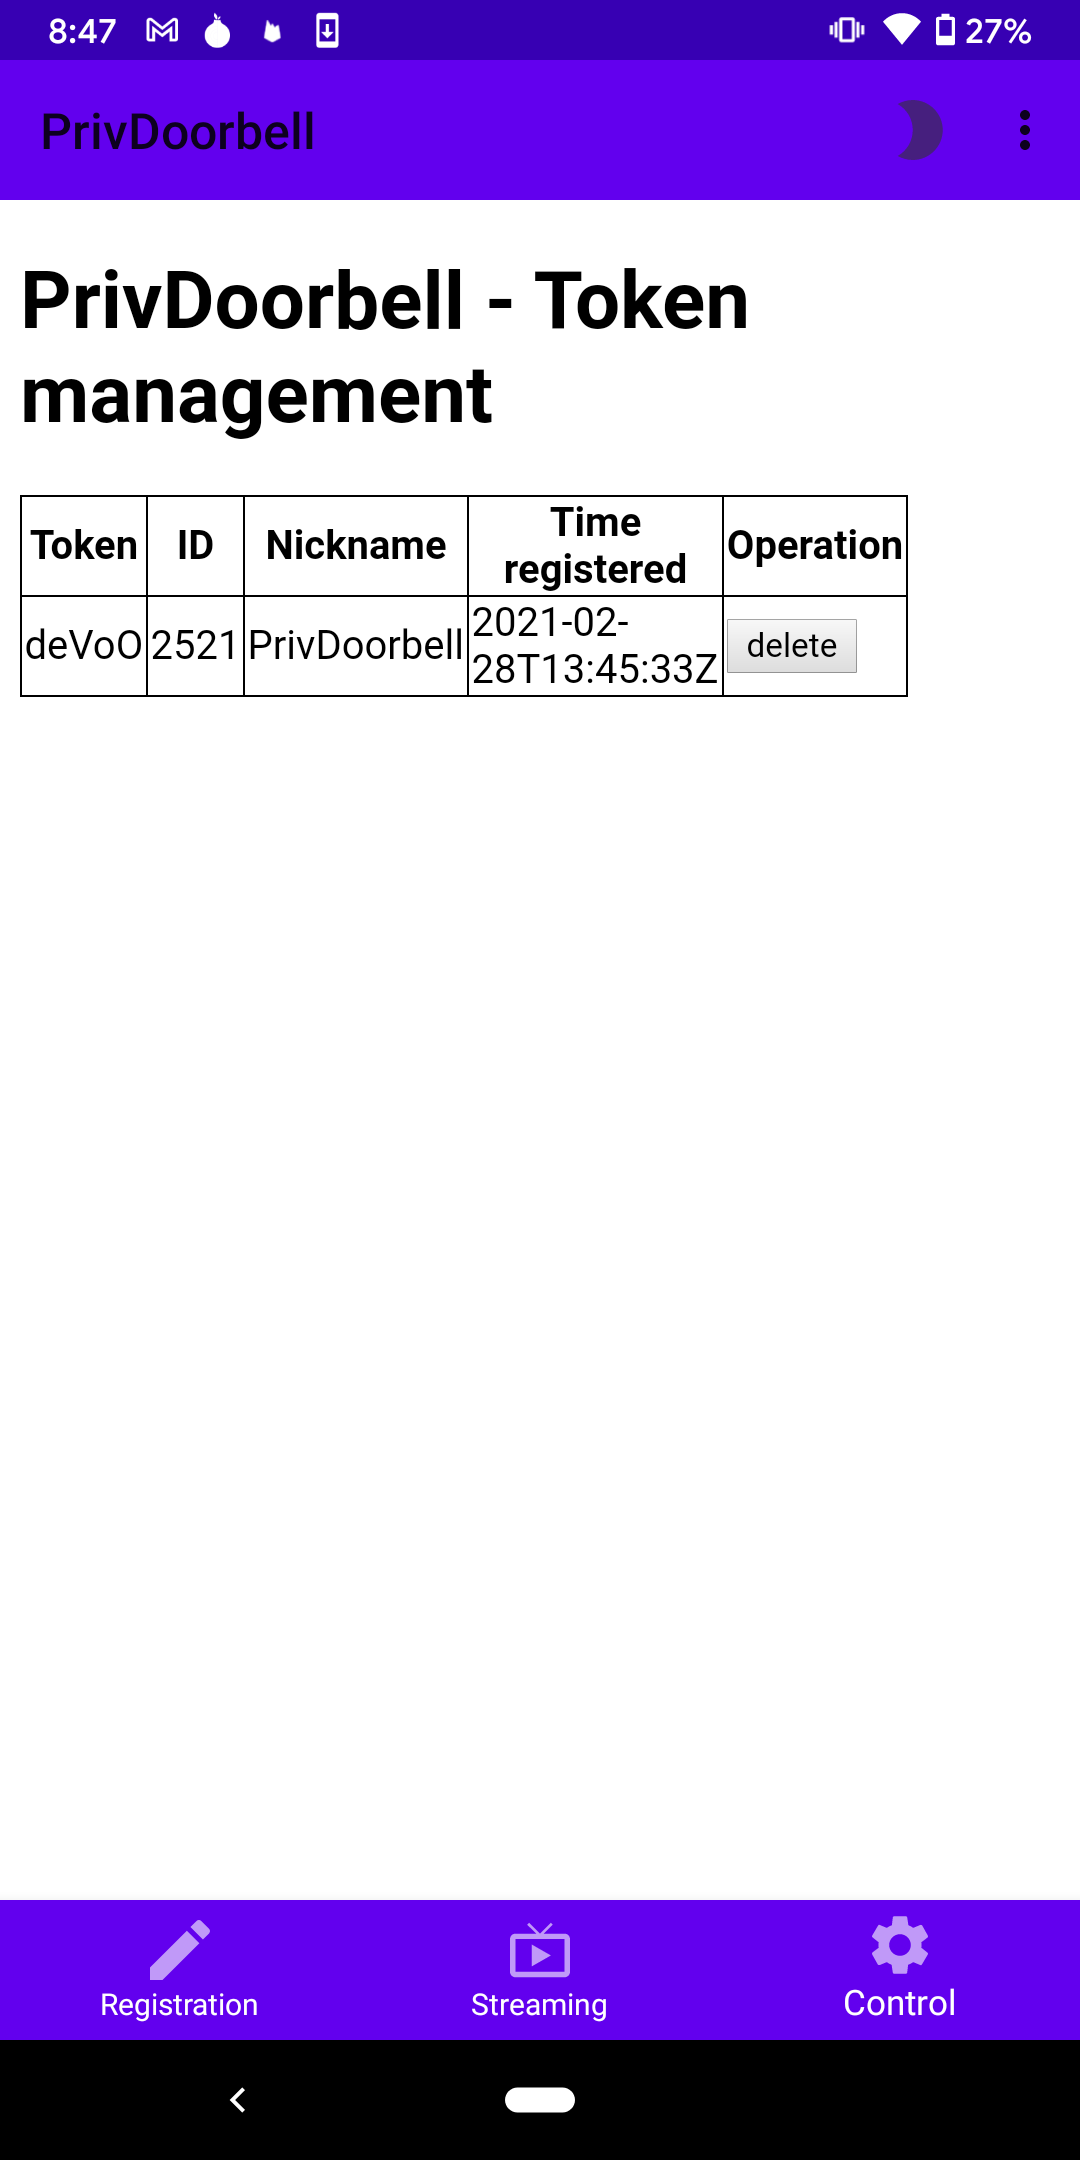 8:47 27%
PrivDoorbell
PrivDoorbell - Token
management
Token ID Nickname Time registered Operation
deVoO 2521 PrivDoorbell 2021-02-28T13:45:33Z delete
Registration Streaming Control